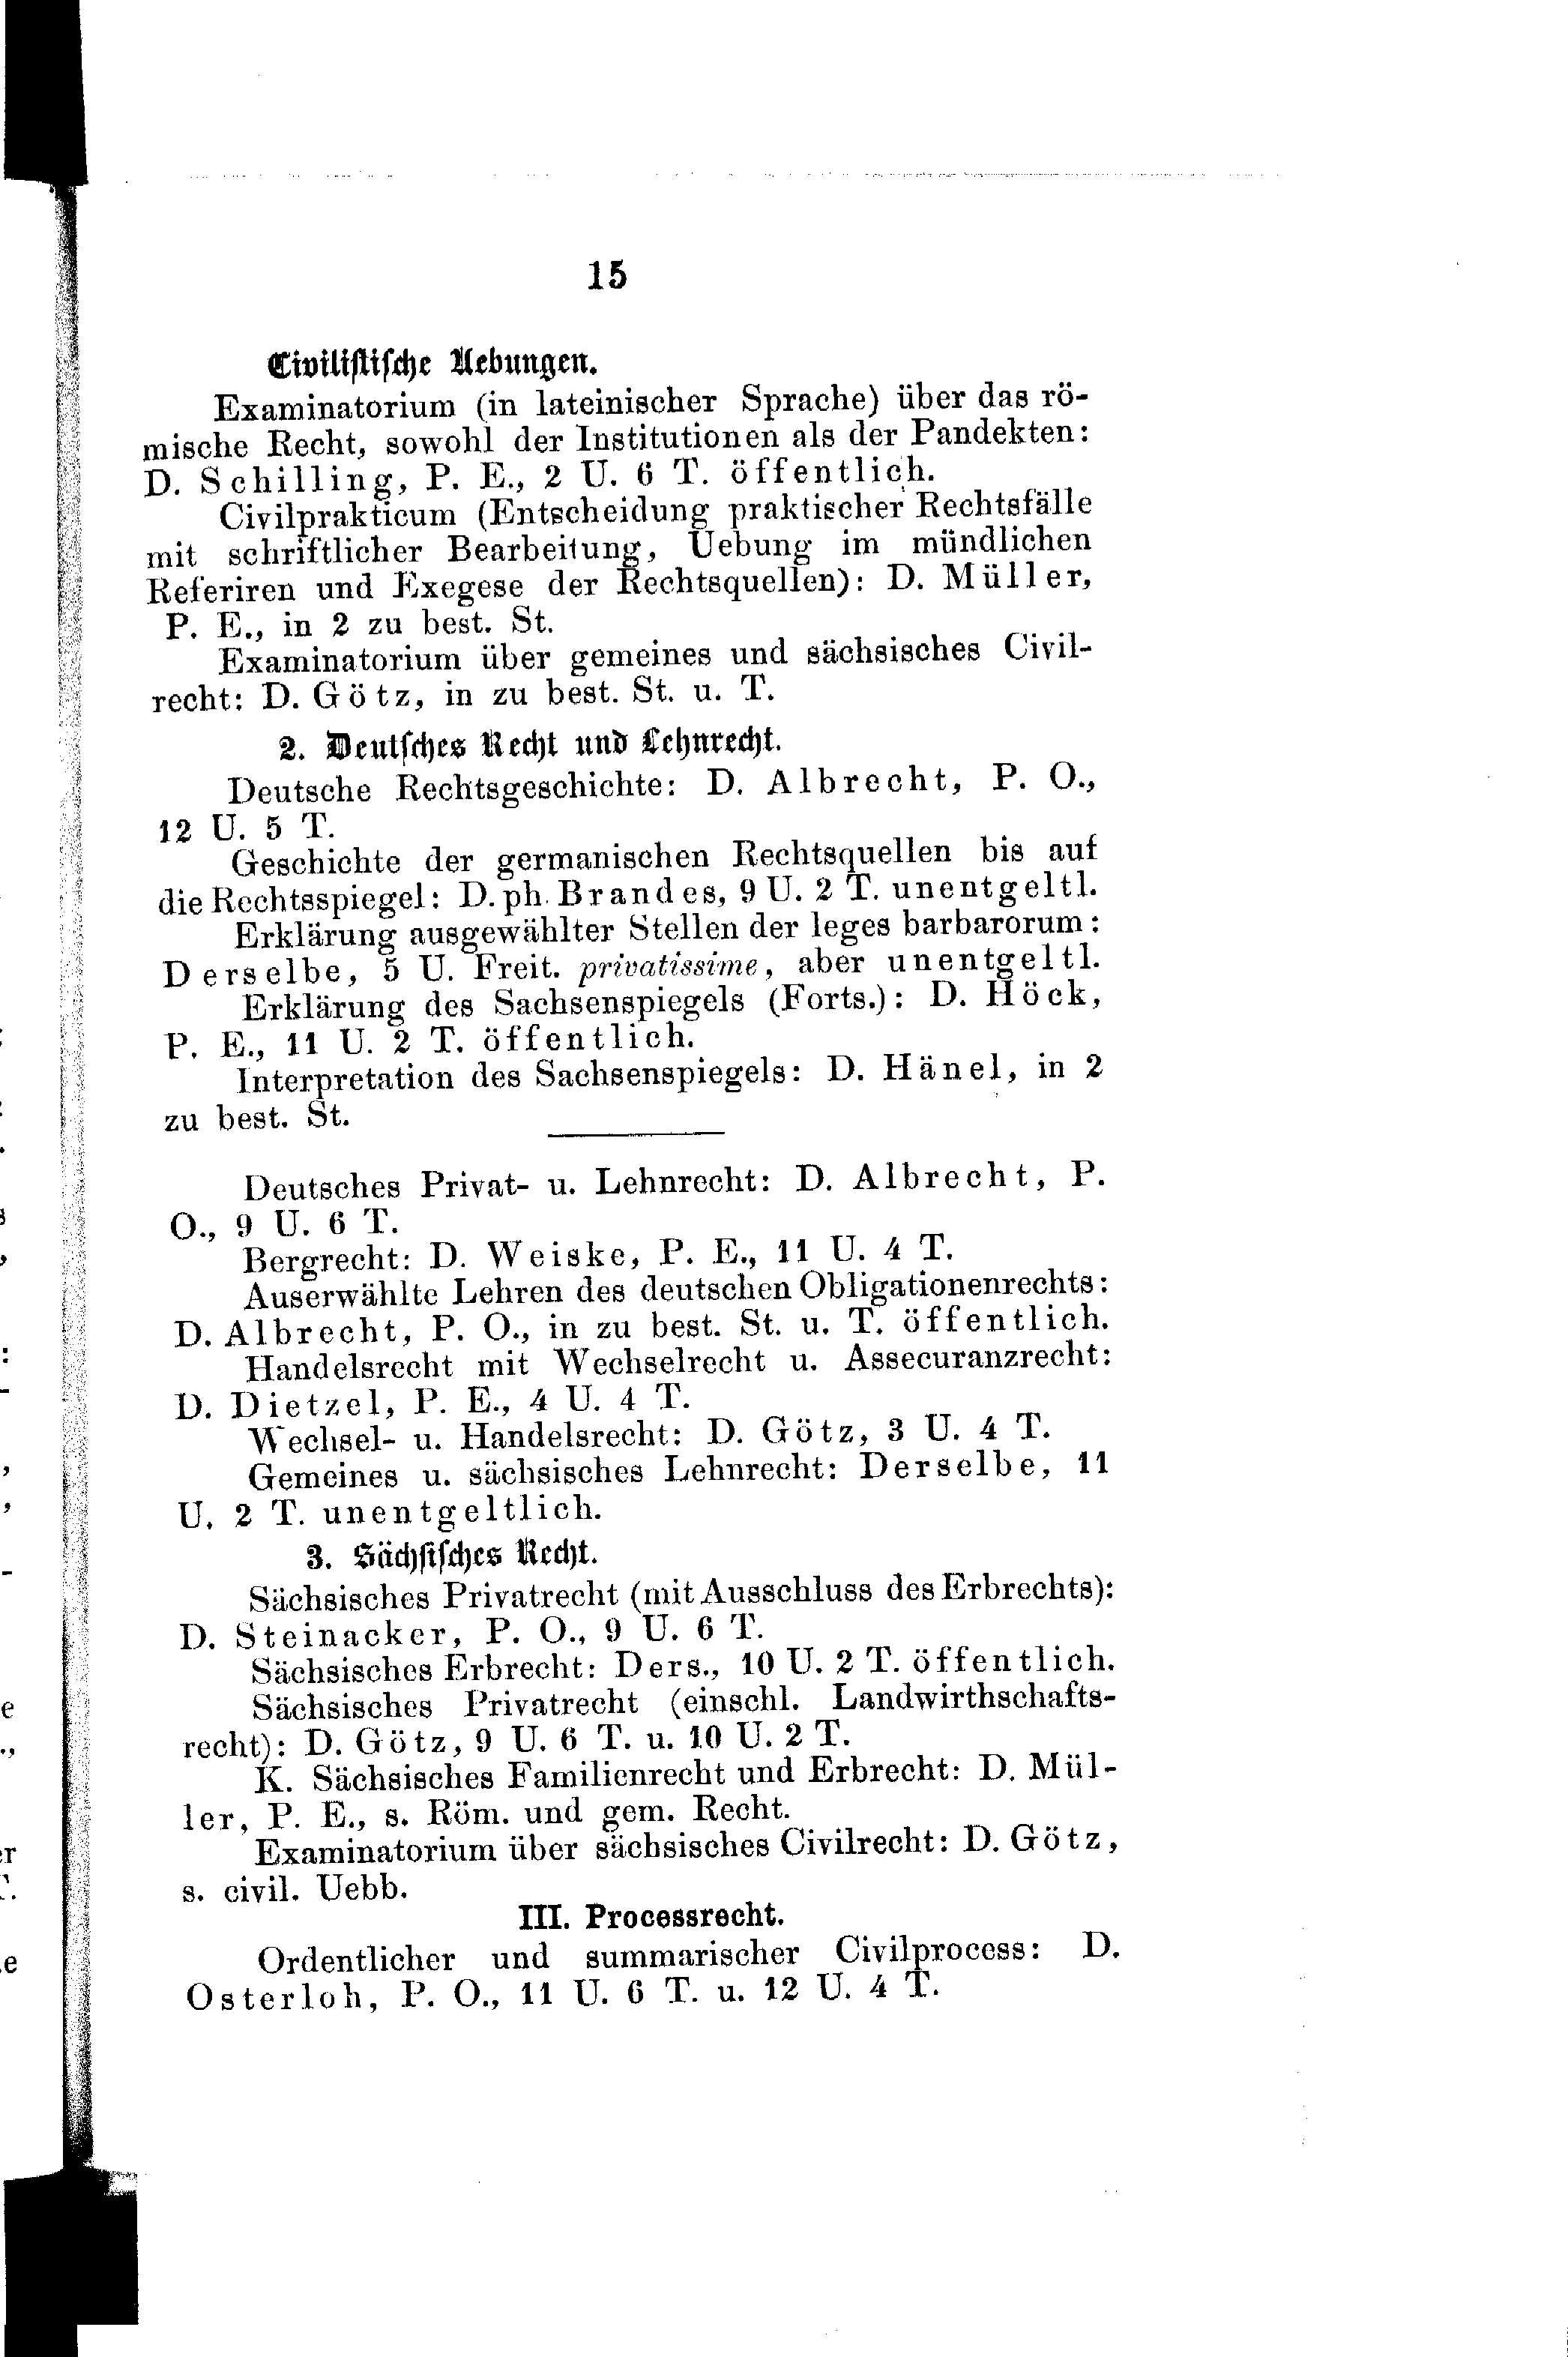 15
Civilistische Uebungen.
Examinatorium (in lateinischer Sprache) über das rö-
mische Recht, sowohl der Institutionen als der Pandekten:
D. Schilling, P. E., 2 U. 6 T. öffentlich.
Civilprakticum (Entscheidung praktischer Rechtsfälle
mit schriftlicher Bearbeitung, Uebung im mündlichen
Referiren und Exegese der Rechtsquellen): D. Müller,
P. E., in 2 zu best. St.
Examinatorium über gemeines und sächsisches Civil-
recht: D. Götz, in zu best. St. u. T.
2. Deutsches Recht und Lehnrecht.
Deutsche Rechtsgeschichte: D. Albrecht, P. O.,
12 U. 5 T.
Geschichte der germanischen Rechtsquellen bis auf
die Rechtsspiegel: D. ph. Brandes, 9 U. 2 T. unentgeltl.
Erklärung ausgewählter Stellen der leges barbarorum:
Derselbe, 5 U. Freit. privatissime, aber unentgeltl.
Erklärung des Sachsenspiegels (Forts.): D. Höck,
P. E., 11 U. 2 T. öffentlich.
Interpretation des Sachsenspiegels: D. Hänel, in 2
zu best. St.
Deutsches Privat- u. Lehnrecht: D. Albrecht, P.
O., 9 U. 6 T.
Bergrecht: D. Weiske, P. E., 11 U. 4 T.
Auserwählte Lehren des deutschen Obligationenrechts:
D. Albrecht, P. O., in zu best. St. u. T. öffentlich.
Handelsrecht mit Wechselrecht u. Assecuranzrecht:
D. Dietzel, P. E., 4 U. 4 T.
Wechsel- u. Handelsrecht: D. Götz, 3 U. 4 T.
Gemeines u. sächsisches Lehnrecht: Derselbe, 11
U. 2 T. unentgeltlich.
3. Sächsisches Recht.
Sächsisches Privatrecht (mit Ausschluss des Erbrechts):
D. Steinacker, P. O., 9 U. 6 T.
Sächsisches Erbrecht: Ders., 10 U. 2 T. öffentlich.
Sächsisches Privatrecht (einschl. Landwirthschafts-
recht): D. Götz, 9 U. 6 T. u. 10 U. 2 T.
K. Sächsisches Familienrecht und Erbrecht: D. Mül-
ler, P. E., s. Röm. und gem. Recht.
Examinatorium über sächsisches Civilrecht: D. Götz,
s. civil. Uebb.
III. Processrecht.
Ordentlicher und summarischer Civilprocess: D.
Osterloh, P. O., 11 U. 6 T. u. 12 U. 4 T.